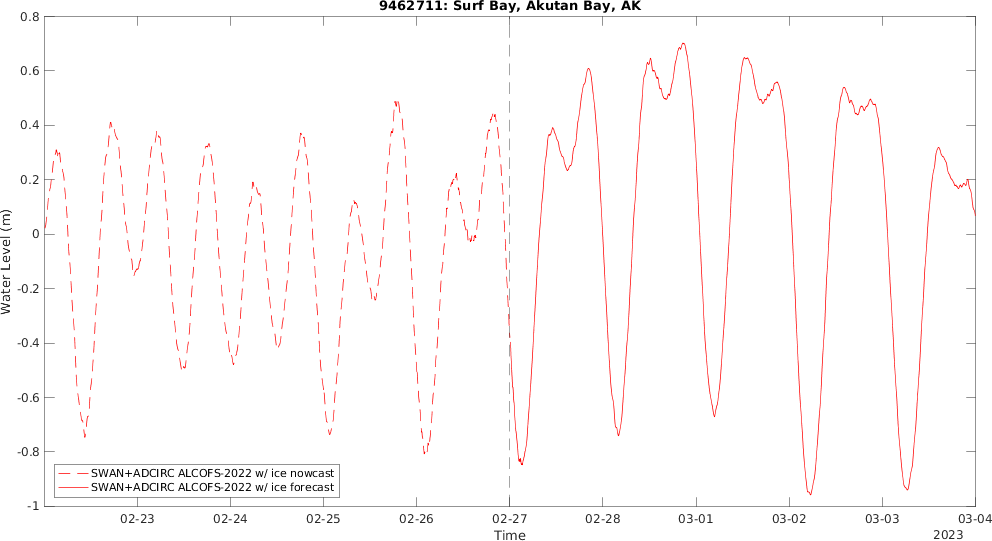 9462711: Surf Bay, Akutan Bay, AK
0.8
0.6
0.4
0.2
0
-0.2
-0.4
-0.6
-0.8
-1
Water Level (m)
SWAN+ADCIRC ALCOFS-2022 w/ ice nowcast
SWAN+ADCIRC ALCOFS-2022 w/ ice forecast
02-23 02-24 02-25 02-26 02-27 02-28 03-01 03-02 03-03 03-04
Time
2023